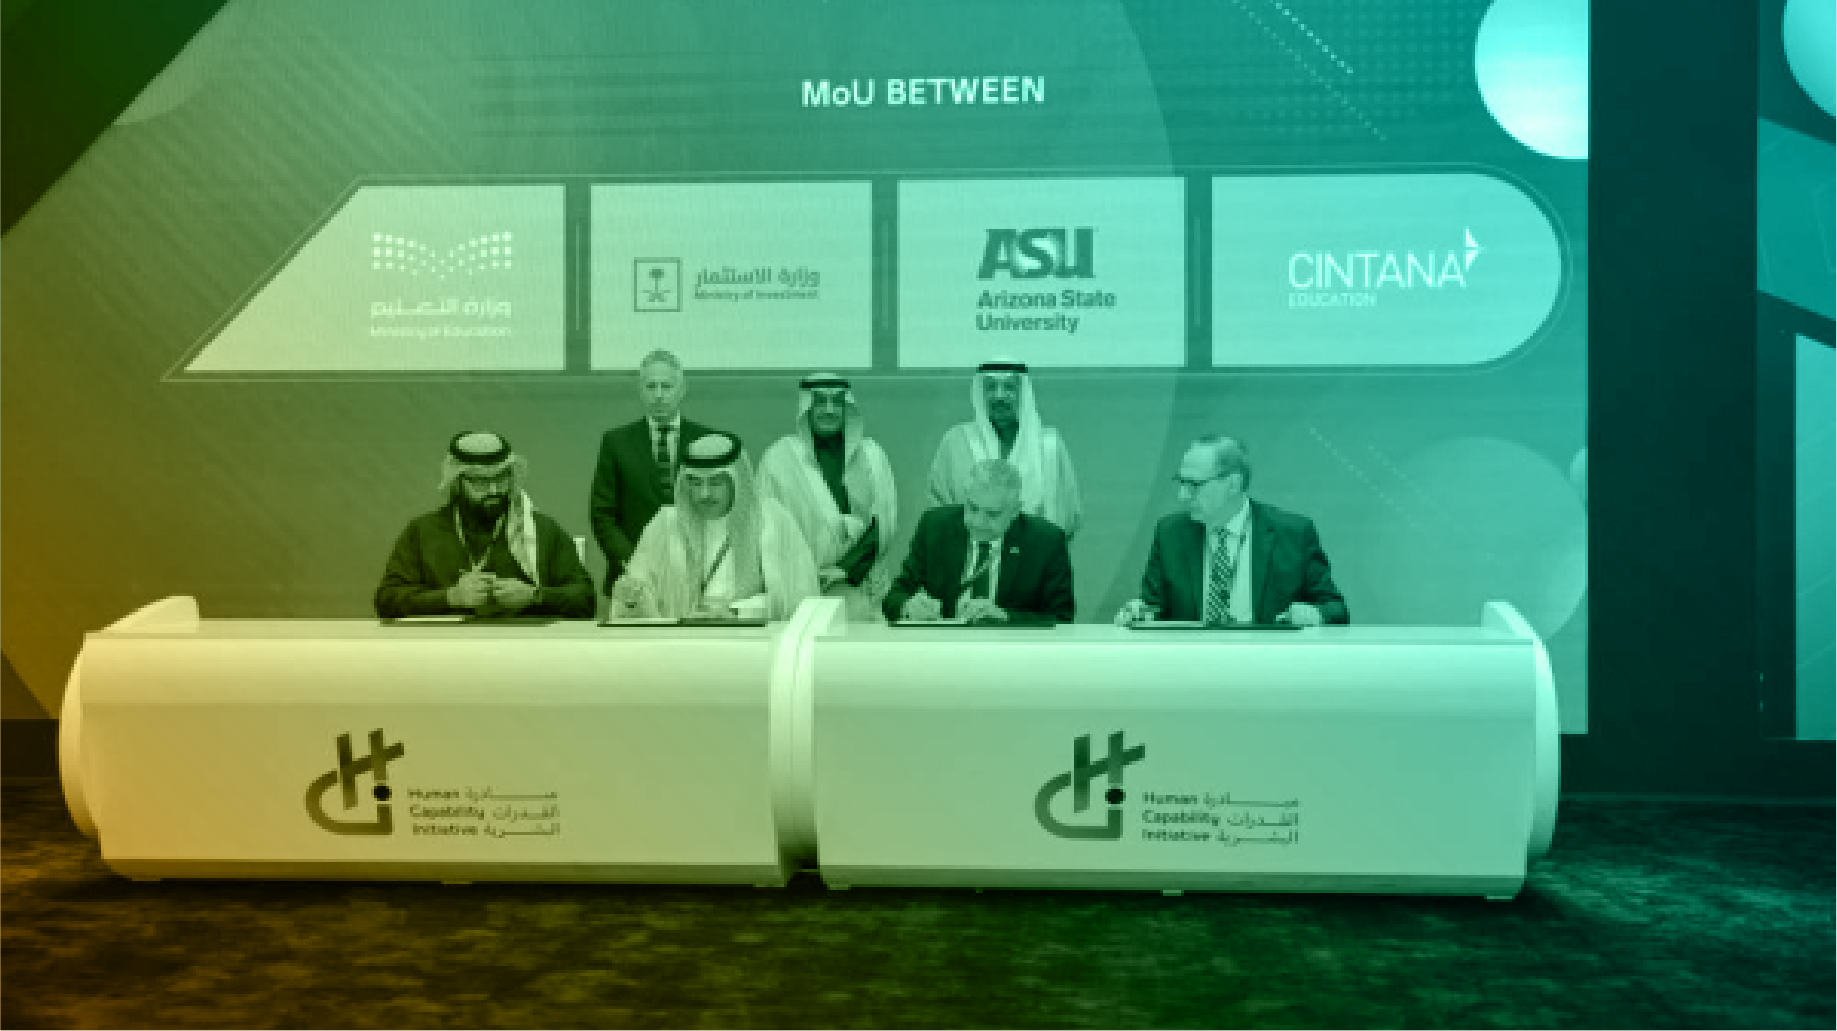 MoU BETWEEN
وزارة التعليم
Ministry of Education
وزارة الاستثمار
Ministry of Investment
ASU
Arizona State
University
CINTANA
EDUCATION
Human مبادرة
Capability القدرات
Initiative البشرية
Human مبادرة
Capability القدرات
Initiative البشرية